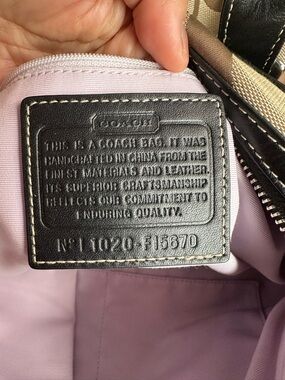 COACH
THIS IS A COACH BAG. IT WAS
HANDCRAFTED IN CHINA FROM THE
FINEST MATERIALS AND LEATHER.
ITS SUPERIOR CRAFTSMANSHIP
REFLECTS OUR COMMITMENT TO
ENDURING QUALITY.
Nº L1020-F15670